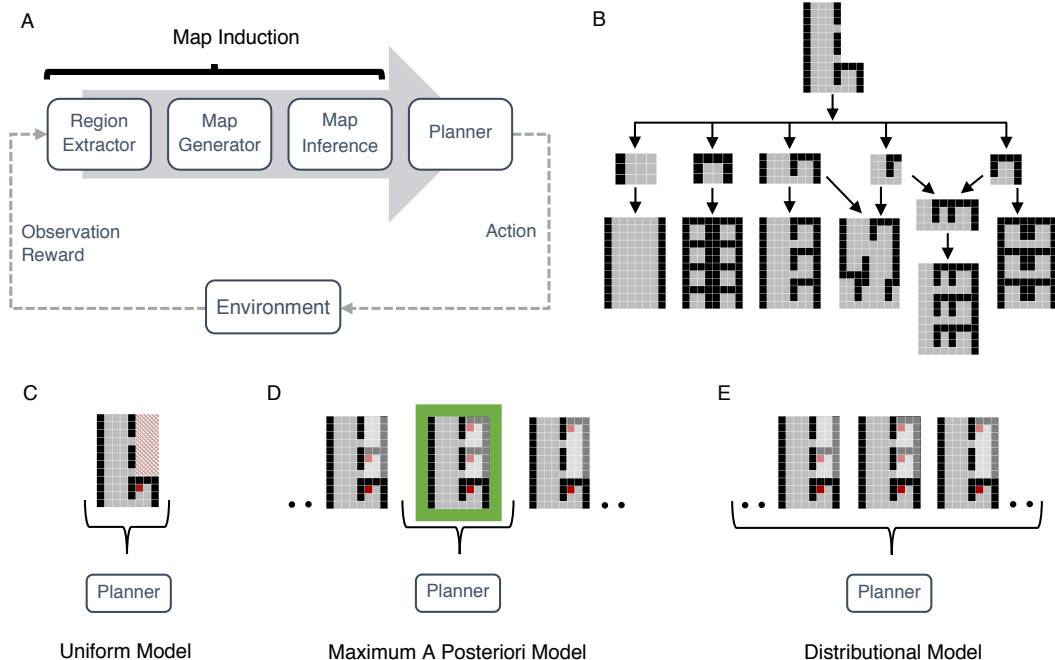 A
Map Induction
Region
Extractor
Map
Generator
Map
Inference
Planner
Observation
Reward
Action
Environment
B
C
Planner
Uniform Model
D
Planner
Maximum A Posteriori Model
E
Planner
Distributional Model